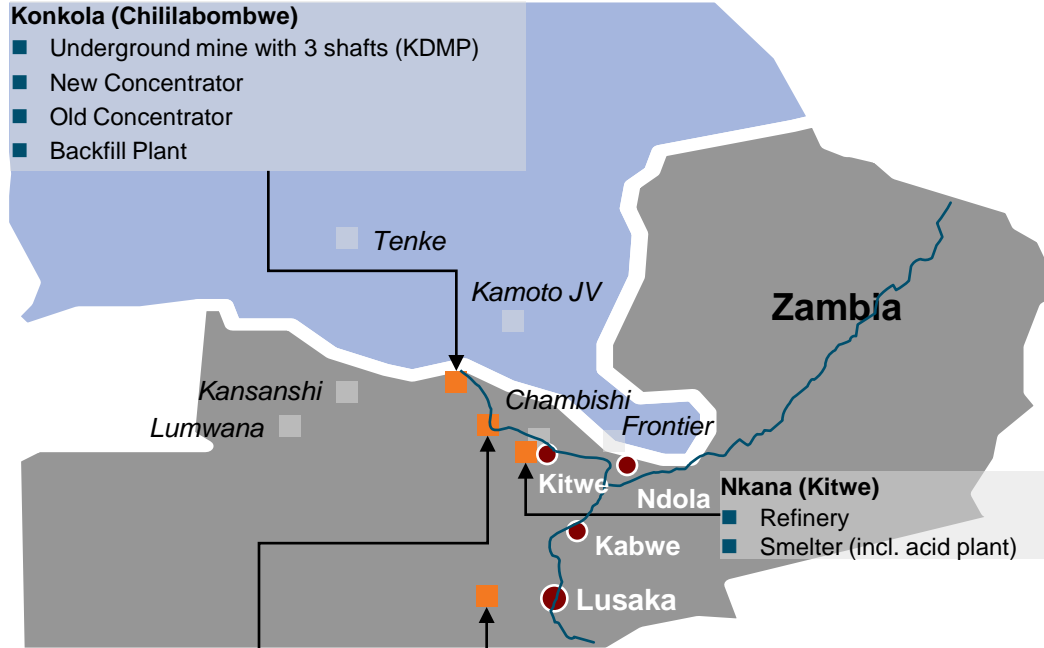 Konkola (Chililabombwe)
Underground mine with 3 shafts (KDMP)
New Concentrator
Old Concentrator
Backfill Plant
Tenke
Kamoto JV
Zambia
Kansanshi
Chambishi
Lumwana
Frontier
Kitwe
Ndola
Nkana (Kitwe)
Refinery
Smelter (incl. acid plant)
Kabwe
Lusaka